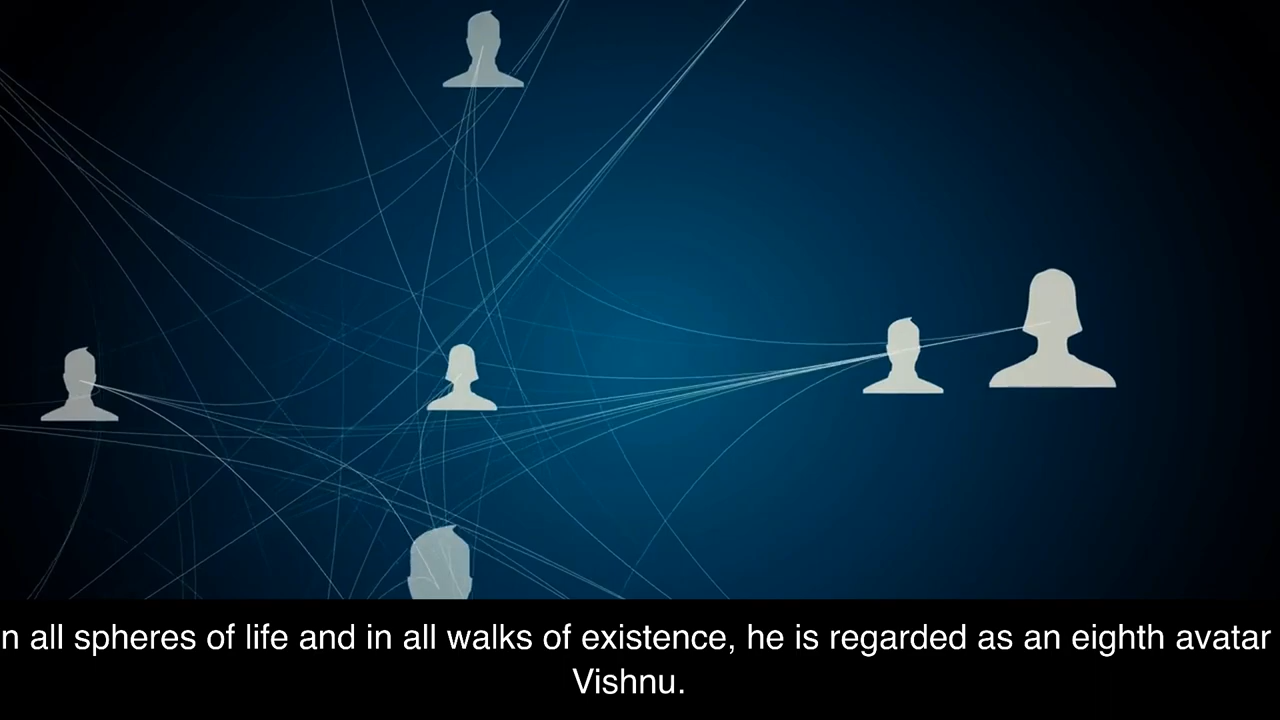 n all spheres of life and in all walks of existence, he is regarded as an eighth avatar
Vishnu.